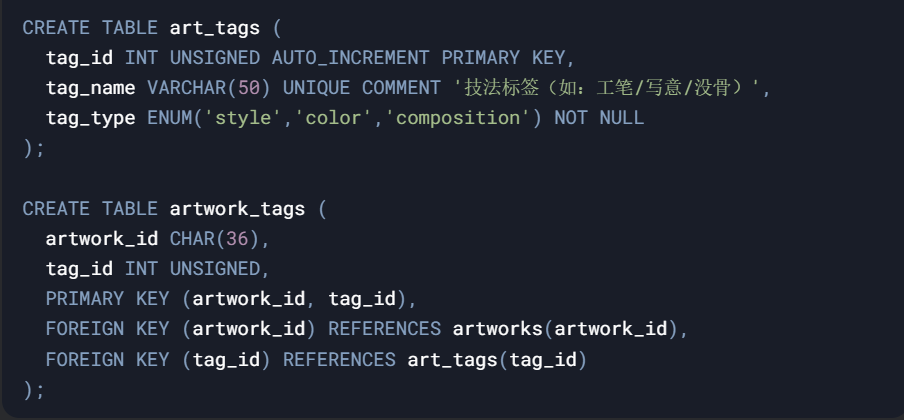 CREATE TABLE art_tags (
  tag_id INT UNSIGNED AUTO_INCREMENT PRIMARY KEY,
  tag_name VARCHAR(50) UNIQUE COMMENT '技法标签（如：工笔/写意/没骨）',
  tag_type ENUM('style','color','composition') NOT NULL
);

CREATE TABLE artwork_tags (
  artwork_id CHAR(36),
  tag_id INT UNSIGNED,
  PRIMARY KEY (artwork_id, tag_id),
  FOREIGN KEY (artwork_id) REFERENCES artworks(artwork_id),
  FOREIGN KEY (tag_id) REFERENCES art_tags(tag_id)
);